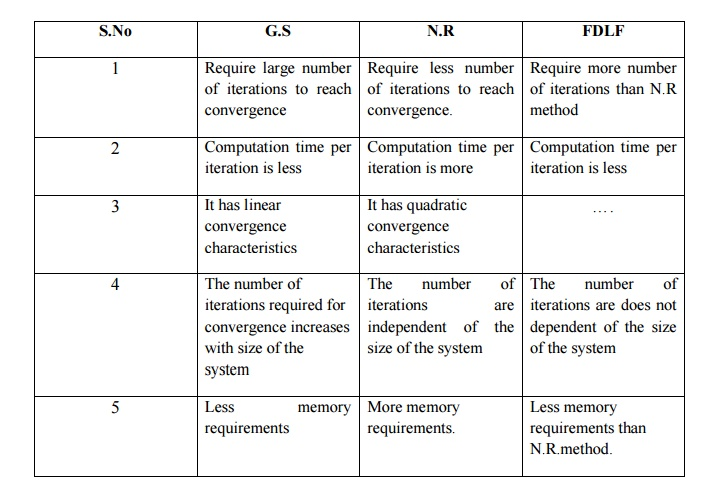 S.No G.S N.R FDLF
1
Require large number
of iterations to reach
convergence
Require less number
of iterations to reach
convergence.
Require more number
of iterations than N.R
method
2
Computation time per
iteration is less
Computation time per
iteration is more
Computation time per
iteration is less
3
It has linear
convergence
characteristics
It has quadratic
convergence
characteristics
....
4
The number of
iterations required for
convergence increases
with size of the
system
The number of
iterations are
independent of the
size of the system
The number of
iterations are does not
dependent of the size
of the system
5
Less memory
requirements
More memory
requirements.
Less memory
requirements than
N.R.method.